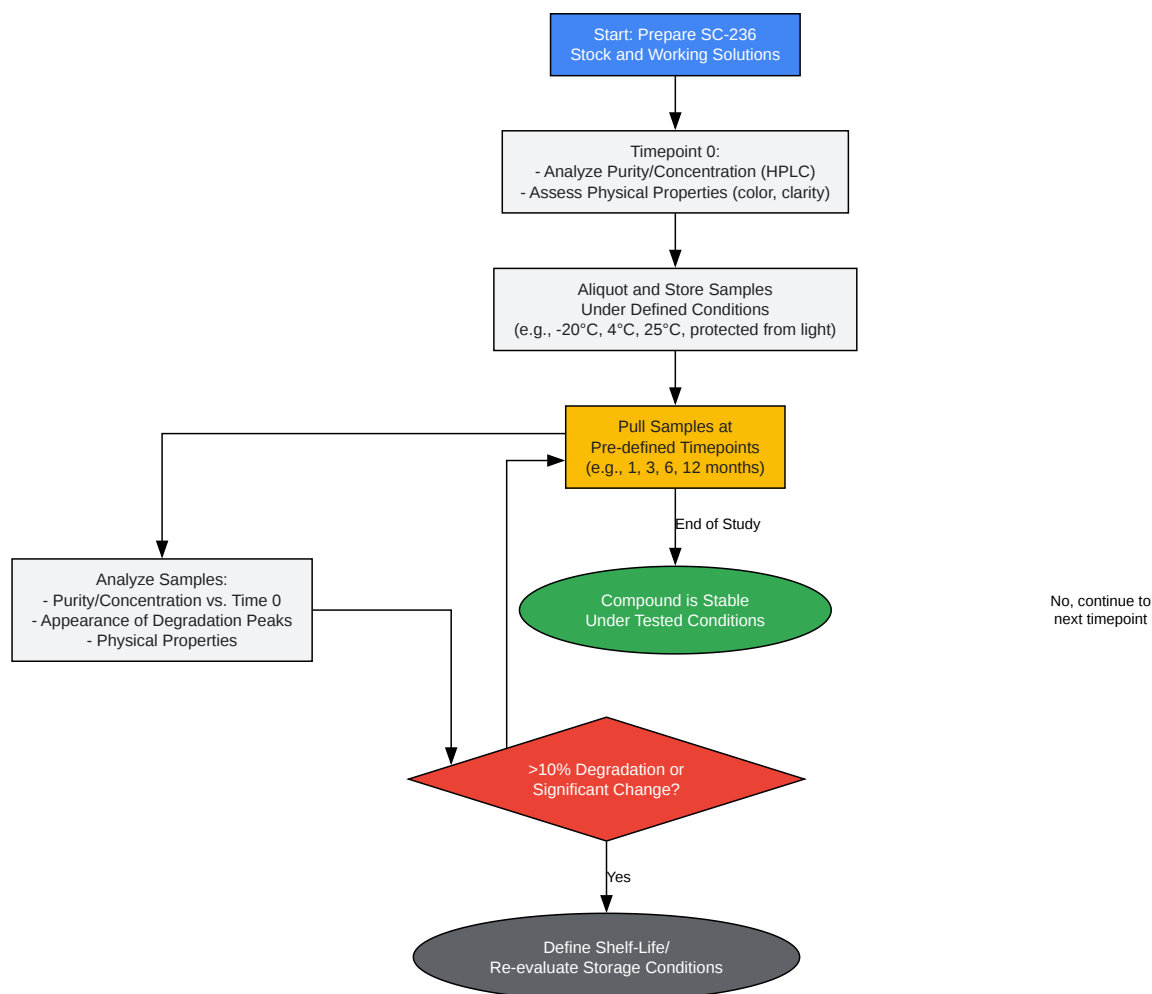 Start: Prepare SC-236
Stock and Working Solutions
Timepoint 0:
- Analyze Purity/Concentration (HPLC)
- Assess Physical Properties (color, clarity)
Aliquot and Store Samples
Under Defined Conditions
(e.g., -20°C, 4°C, 25°C, protected from light)
Pull Samples at
Pre-defined Timepoints
(e.g., 1, 3, 6, 12 months)
End of Study
Analyze Samples:
- Purity/Concentration vs. Time 0
- Appearance of Degradation Peaks
- Physical Properties
Compound is Stable
Under Tested Conditions
No, continue to
next timepoint
>10% Degradation or
Significant Change?
Yes
Define Shelf-Life/
Re-evaluate Storage Conditions